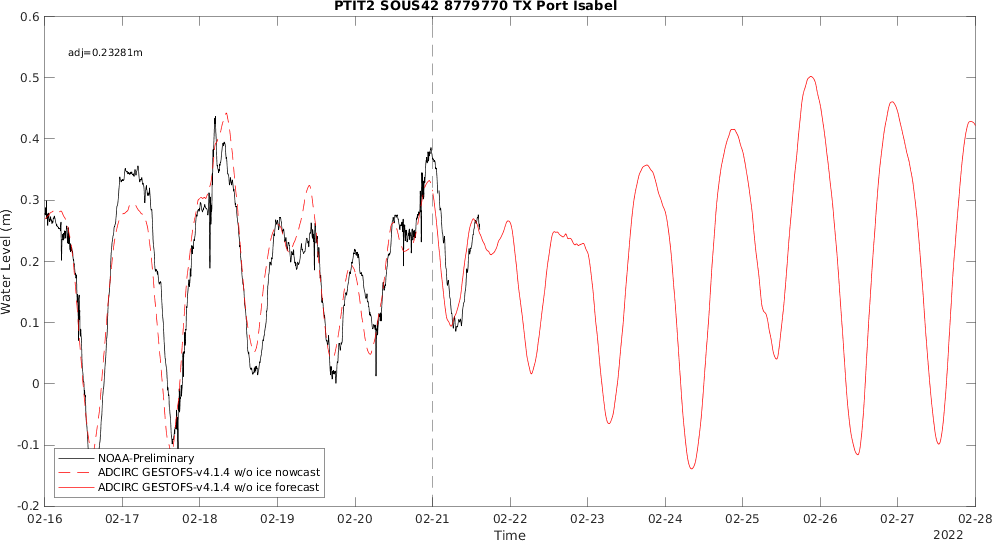 PTIT2 SOUS42 8779770 TX Port Isabel
adj=0.23281m
0.6
0.5
0.4
0.3
0.2
0.1
0
-0.1
-0.2
Water Level (m)
NOAA-Preliminary
ADCIRC GESTOFS-v4.1.4 w/o ice nowcast
ADCIRC GESTOFS-v4.1.4 w/o ice forecast
02-16 02-17 02-18 02-19 02-20 02-21 02-22 02-23 02-24 02-25 02-26 02-27 02-28
Time
2022